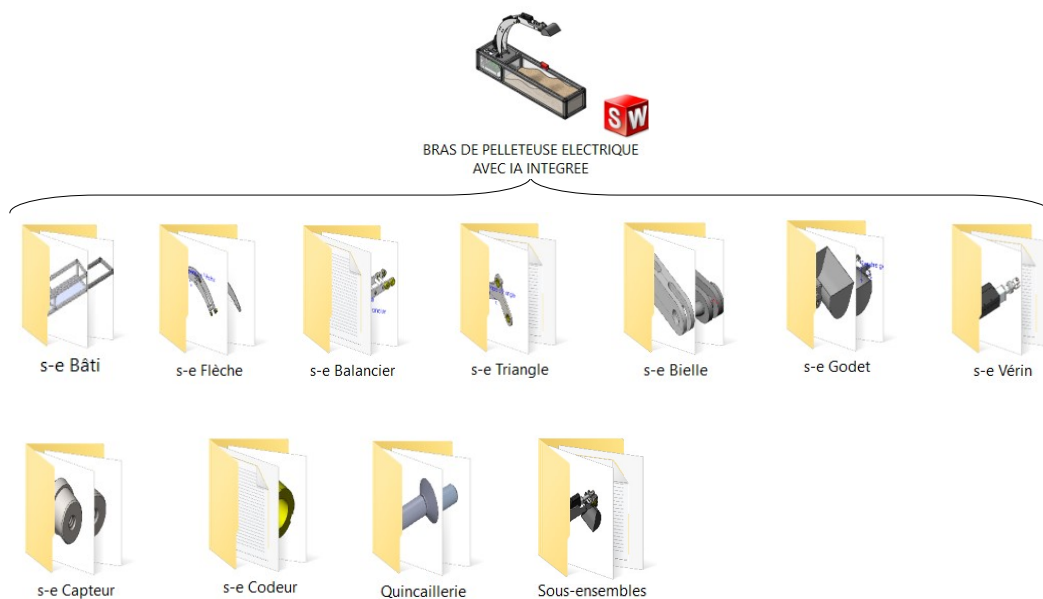 SW
BRAS DE PELLETEUSE ELECTRIQUE
AVEC IA INTEGREE
s-e Bâti
s-e Flèche
s-e Balancier
s-e Triangle
s-e Bielle
s-e Godet
s-e Vérin
s-e Capteur
s-e Codeur
Quincaillerie
Sous-ensembles